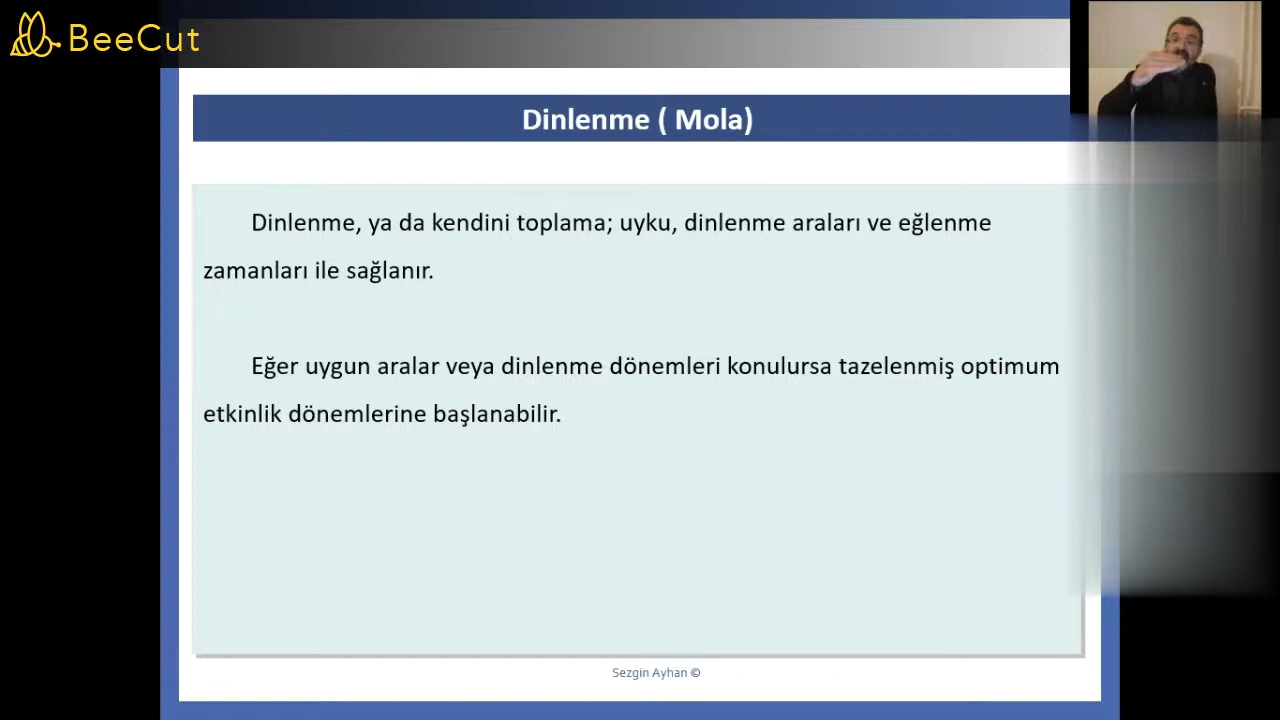 BeeCut
Dinlenme ( Mola)
Dinlenme, ya da kendini toplama; uyku, dinlenme araları ve eğlenme
zamanları ile sağlanır.
Eğer uygun aralar veya dinlenme dönemleri konulursa tazelenmiş optimum
etkinlik dönemlerine başlanabilir.
Sezgin Ayhan ©